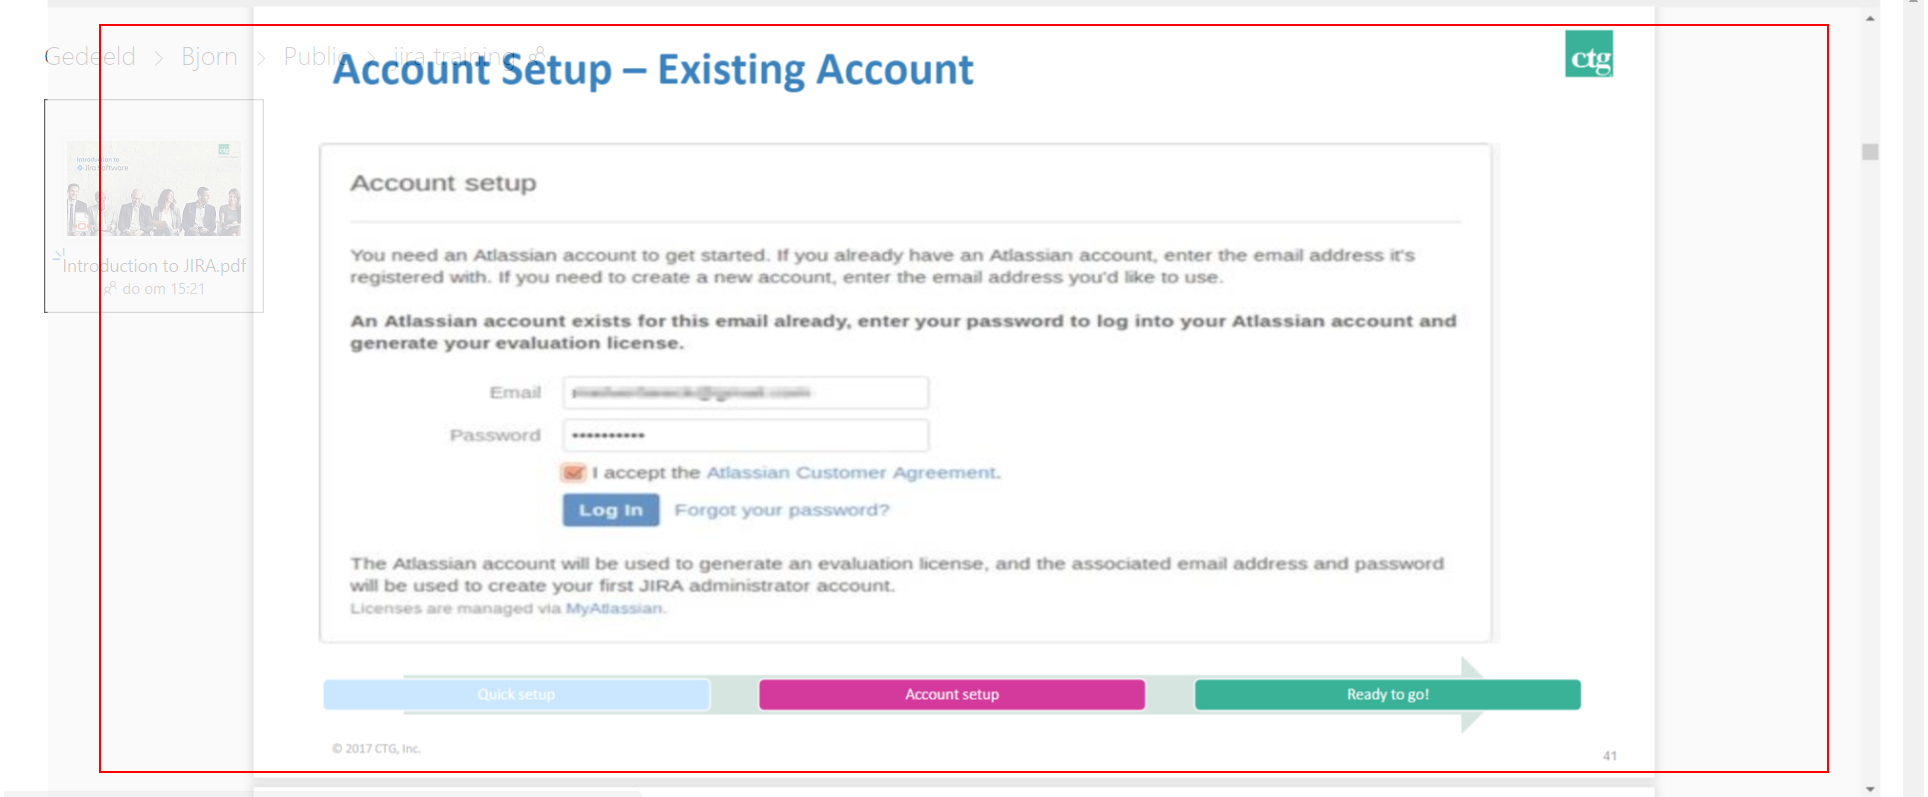 Gedeeld > Bjorn > Public > jira training
Account Setup – Existing Account
ctg
Introduction to
Jira Software
ctg
Introduction to JIRA.pdf
do om 15:21
Account setup
You need an Atlassian account to get started. If you already have an Atlassian account, enter the email address it's
registered with. If you need to create a new account, enter the email address you'd like to use.
An Atlassian account exists for this email already, enter your password to log into your Atlassian account and
generate your evaluation license.
Email
Password ••••••••••
I accept the Atlassian Customer Agreement.
Log In Forgot your password?
The Atlassian account will be used to generate an evaluation license, and the associated email address and password
will be used to create your first JIRA administrator account.
Licenses are managed via MyAtlassian.
Quick setup Account setup Ready to go!
© 2017 CTG, Inc.
41